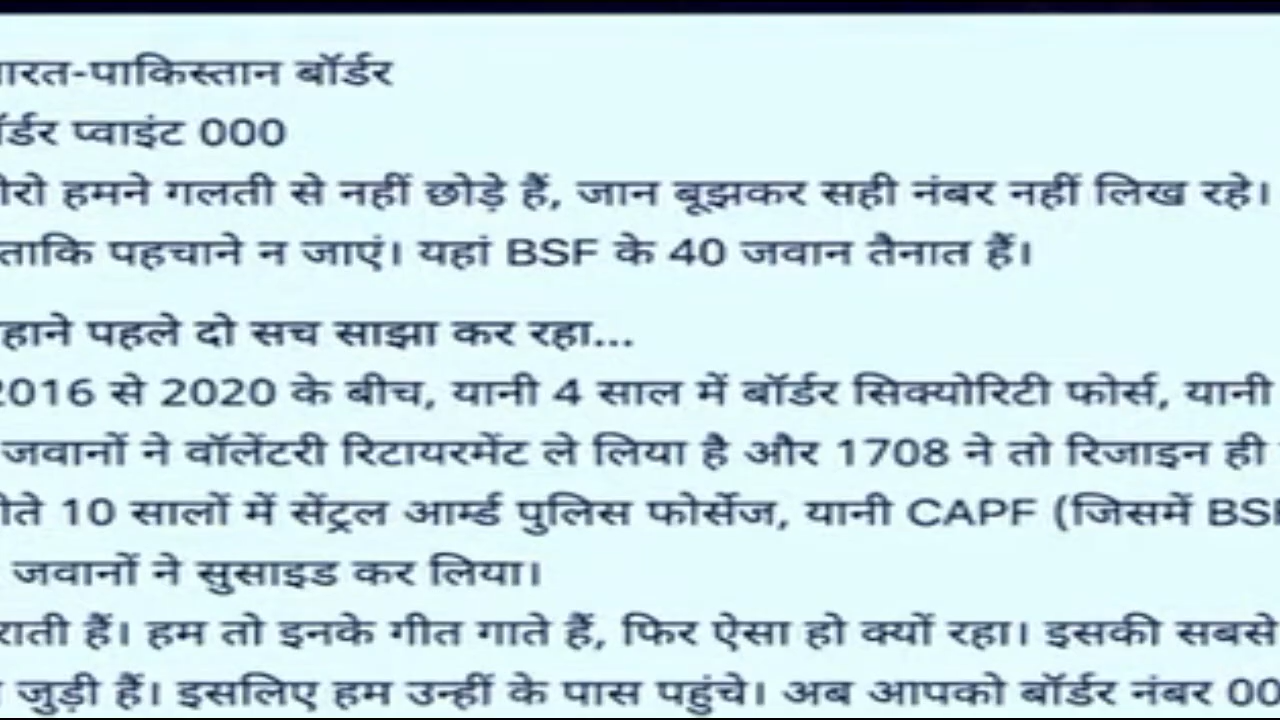 ारत-पाकिस्तान बॉर्डर
ॉर्डर प्वाइंट 000
ीरो हमने गलती से नहीं छोड़े हैं, जान बूझकर सही नंबर नहीं लिख रहे।
ताकि पहचाने न जाएं। यहां BSF के 40 जवान तैनात हैं।
हाने पहले दो सच साझा कर रहा...
2016 से 2020 के बीच, यानी 4 साल में बॉर्डर सिक्योरिटी फोर्स, यानी
जवानों ने वॉलेंटरी रिटायरमेंट ले लिया है और 1708 ने तो रिजाइन ही
ीते 10 सालों में सेंट्रल आर्म्ड पुलिस फोर्सेज, यानी CAPF (जिसमें BS
जवानों ने सुसाइड कर लिया।
राती हैं। हम तो इनके गीत गाते हैं, फिर ऐसा हो क्यों रहा। इसकी सबसे
जुड़ी हैं। इसलिए हम उन्हीं के पास पहुंचे। अब आपको बॉर्डर नंबर 00